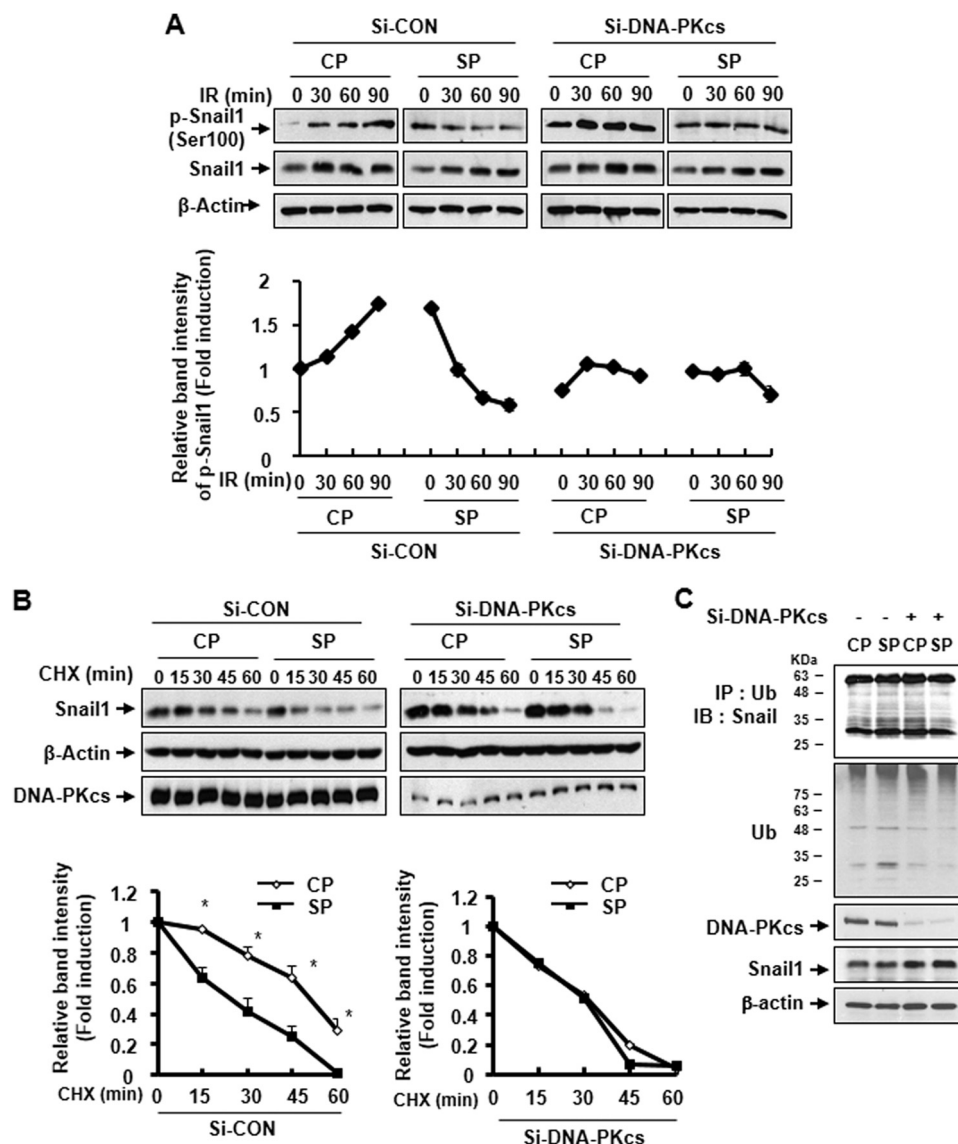 A
Si-CON Si-DNA-PKcs
CP SP CP SP
IR (min) 0 30 60 90 0 30 60 90 0 30 60 90 0 30 60 90
p-Snail1
(Ser100)
Snail1
β-Actin
Relative band intensity
of p-Snail1 (Fold induction)
2
1.5
1
0.5
0
IR (min) 0 30 60 90 0 30 60 90 0 30 60 90 0 30 60 90
CP SP CP SP
Si-CON Si-DNA-PKcs
B
Si-CON Si-DNA-PKcs
CP SP CP SP
CHX (min) 0 15 30 45 60 0 15 30 45 60 0 15 30 45 60 0 15 30 45 60
Snail1
β-Actin
DNA-PKcs
Relative band intensity
(Fold induction)
1.2
1
0.8
0.6
0.4
0.2
0
CP
SP
* * * *
CHX (min) 0 15 30 45 60
Si-CON
Relative band intensity
(Fold induction)
1.2
1
0.8
0.6
0.4
0.2
0
CP
SP
CHX (min) 0 15 30 45 60
Si-DNA-PKcs
C
Si-DNA-PKcs - - + +
CP SP CP SP
KDa
IP : Ub
IB : Snail
63 –
48 –
35 –
25 –
Ub
75 –
63 –
48 –
35 –
25 –
DNA-PKcs
Snail1
β-actin